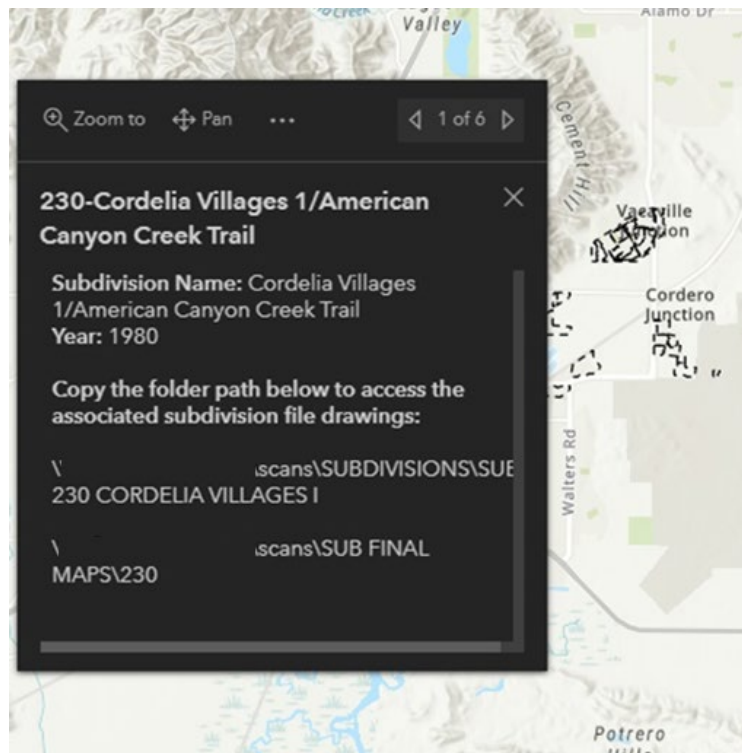 Creek
Valley
Alamo Dr
Zoom to
Pan
...
1 of 6
Cement Hill
230-Cordelia Villages 1/American
Canyon Creek Trail
Vacaville
Junction
Subdivision Name: Cordelia Villages
1/American Canyon Creek Trail
Year: 1980
Cordero
Junction
Copy the folder path below to access the
associated subdivision file drawings:
\
\scans\SUBDIVISIONS\SUB
230 CORDELIA VILLAGES I
Walters Rd
\
\scans\SUB FINAL
MAPS\230
Potrero